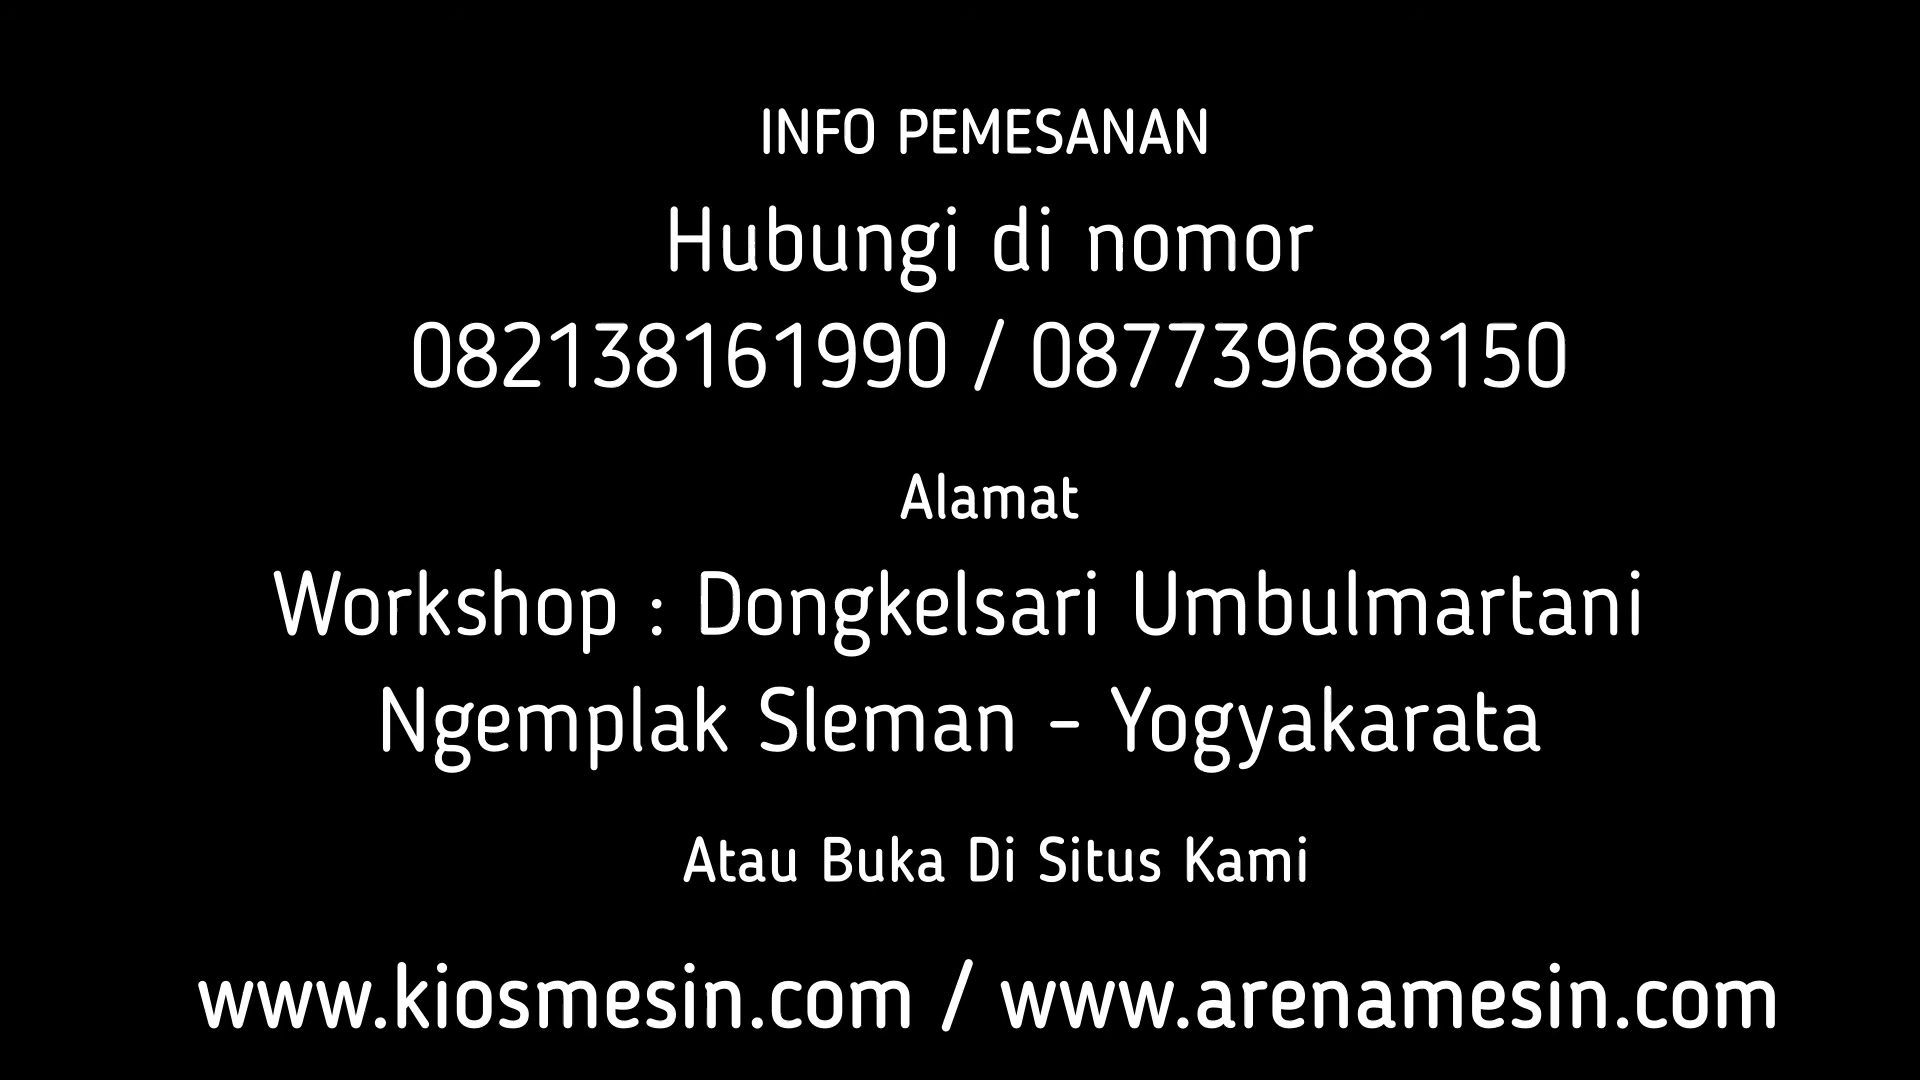 INFO PEMESANAN
Hubungi di nomor
082138161990 / 087739688150
Alamat
Workshop : Dongkelsari Umbulmartani
Ngemplak Sleman - Yogyakarata
Atau Buka Di Situs Kami
www.kiosmesin.com / www.arenamesin.com